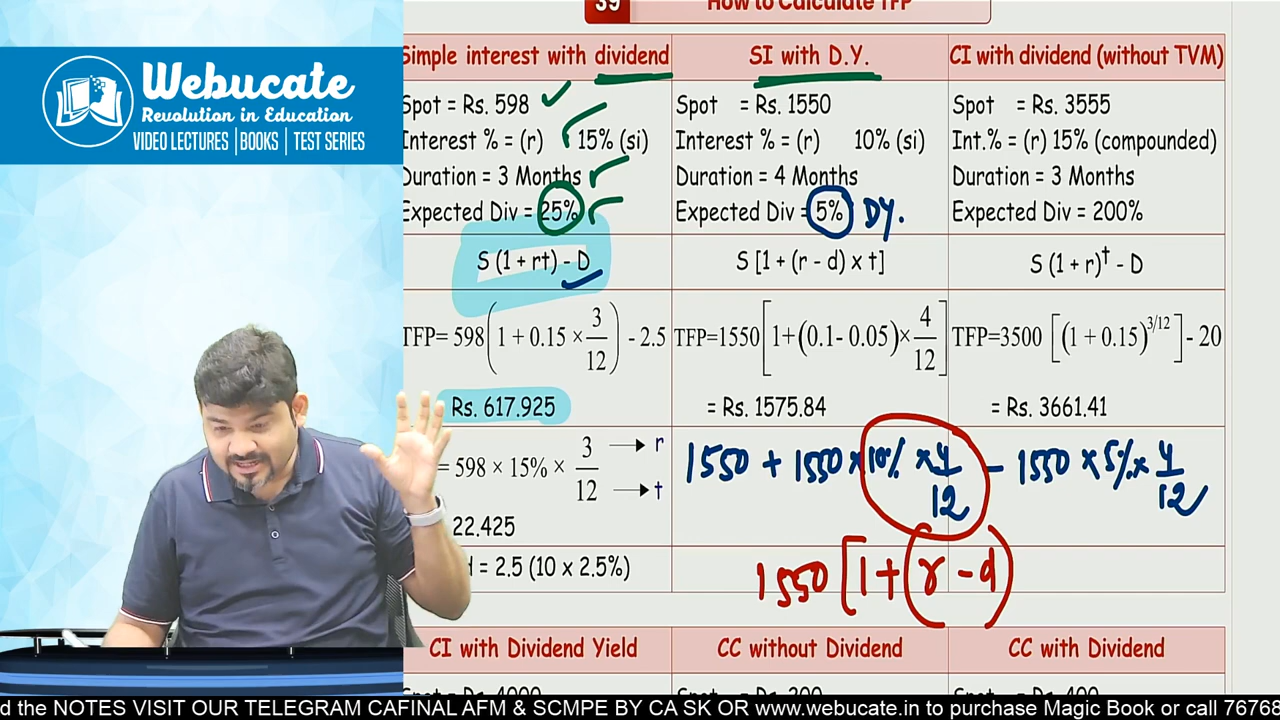 39
How to Calculate TFP
Webucate
Revolution in Education
VIDEO LECTURES | BOOKS | TEST SERIES
Simple interest with dividend
Spot = Rs. 598
Interest % = (r) 15% (si)
Duration = 3 Months
Expected Div = 25%
S (1 + rt) - D
TFP= 598 ( 1 + 0.15 × 3/12 ) - 2.5
Rs. 617.925
= 598 × 15% × 3/12 → r → t
22.425
= 2.5 (10 x 2.5%)
SI with D.Y.
Spot = Rs. 1550
Interest % = (r) 10% (si)
Duration = 4 Months
Expected Div = 5% DY.
S [1 + (r - d) x t]
TFP=1550 [ 1+(0.1- 0.05)× 4/12 ]
= Rs. 1575.84
1550 + 1550 × 10% × 4/12 - 1550 × 5% × 4/12
1550 [ 1 + (r - d)
CI with dividend (without TVM)
Spot = Rs. 3555
Int.% = (r) 15% (compounded)
Duration = 3 Months
Expected Div = 200%
S (1 + r)^t - D
TFP=3500 [ (1 + 0.15)^3/12 ] - 20
= Rs. 3661.41
CI with Dividend Yield
CC without Dividend
CC with Dividend
d the NOTES VISIT OUR TELEGRAM CAFINAL AFM & SCMPE BY CA SK OR www.webucate.in to purchase Magic Book or call 76768